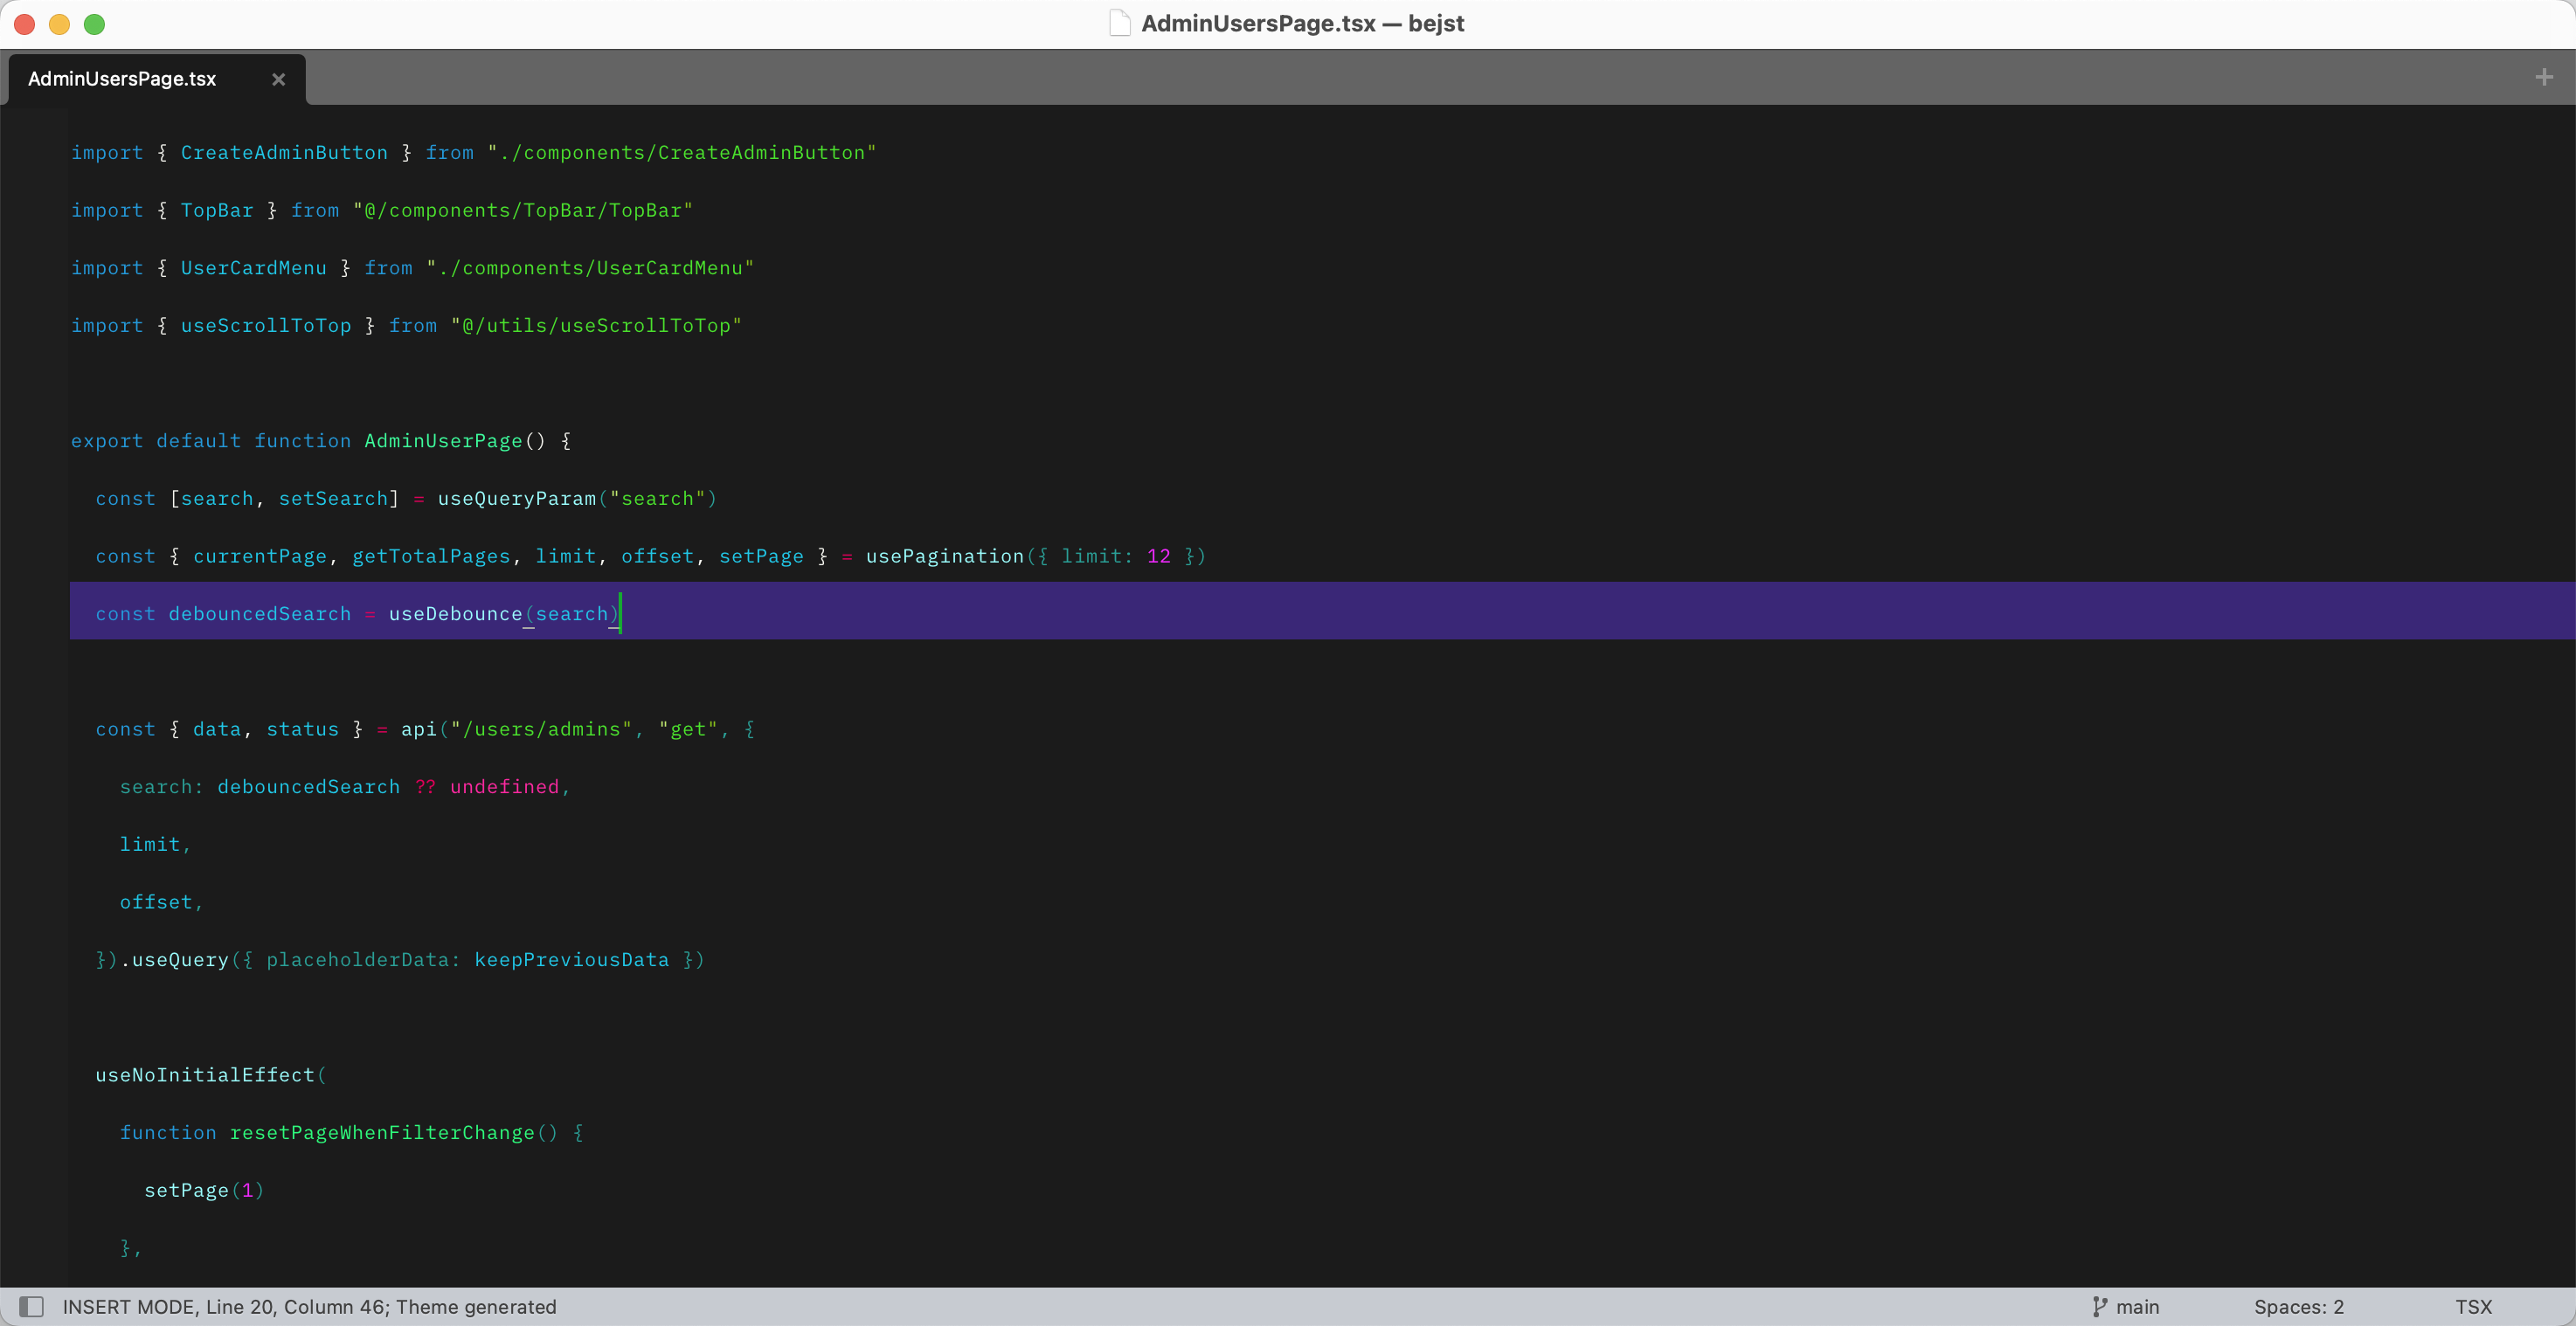 AdminUsersPage.tsx — bejst
AdminUsersPage.tsx
import { CreateAdminButton } from "./components/CreateAdminButton"
import { TopBar } from "@/components/TopBar/TopBar"
import { UserCardMenu } from "./components/UserCardMenu"
import { useScrollToTop } from "@/utils/useScrollToTop"
export default function AdminUserPage() {
  const [search, setSearch] = useQueryParam("search")
  const { currentPage, getTotalPages, limit, offset, setPage } = usePagination({ limit: 12 })
  const debouncedSearch = useDebounce(search)
  const { data, status } = api("/users/admins", "get", {
    search: debouncedSearch ?? undefined,
    limit,
    offset,
  }).useQuery({ placeholderData: keepPreviousData })
  useNoInitialEffect(
    function resetPageWhenFilterChange() {
      setPage(1)
    },
INSERT MODE, Line 20, Column 46; Theme generated
main
Spaces: 2
TSX